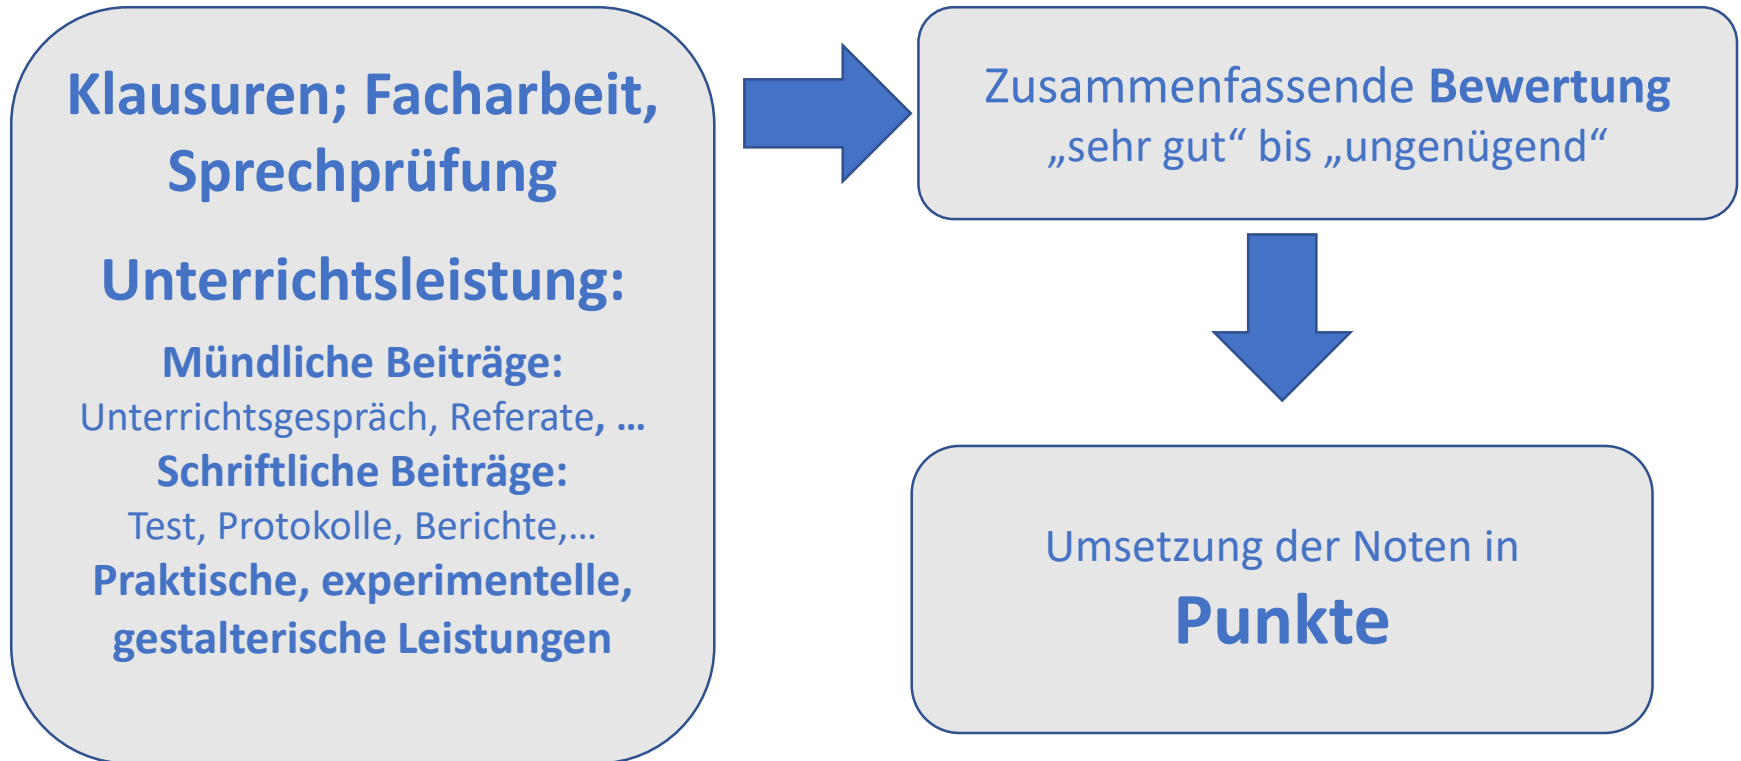 Klausuren; Facharbeit,
Sprechprüfung
Unterrichtsleistung:
Mündliche Beiträge:
Unterrichtsgespräch, Referate, …
Schriftliche Beiträge:
Test, Protokolle, Berichte,…
Praktische, experimentelle,
gestalterische Leistungen
Zusammenfassende Bewertung
„sehr gut“ bis „ungenügend“
Umsetzung der Noten in
Punkte